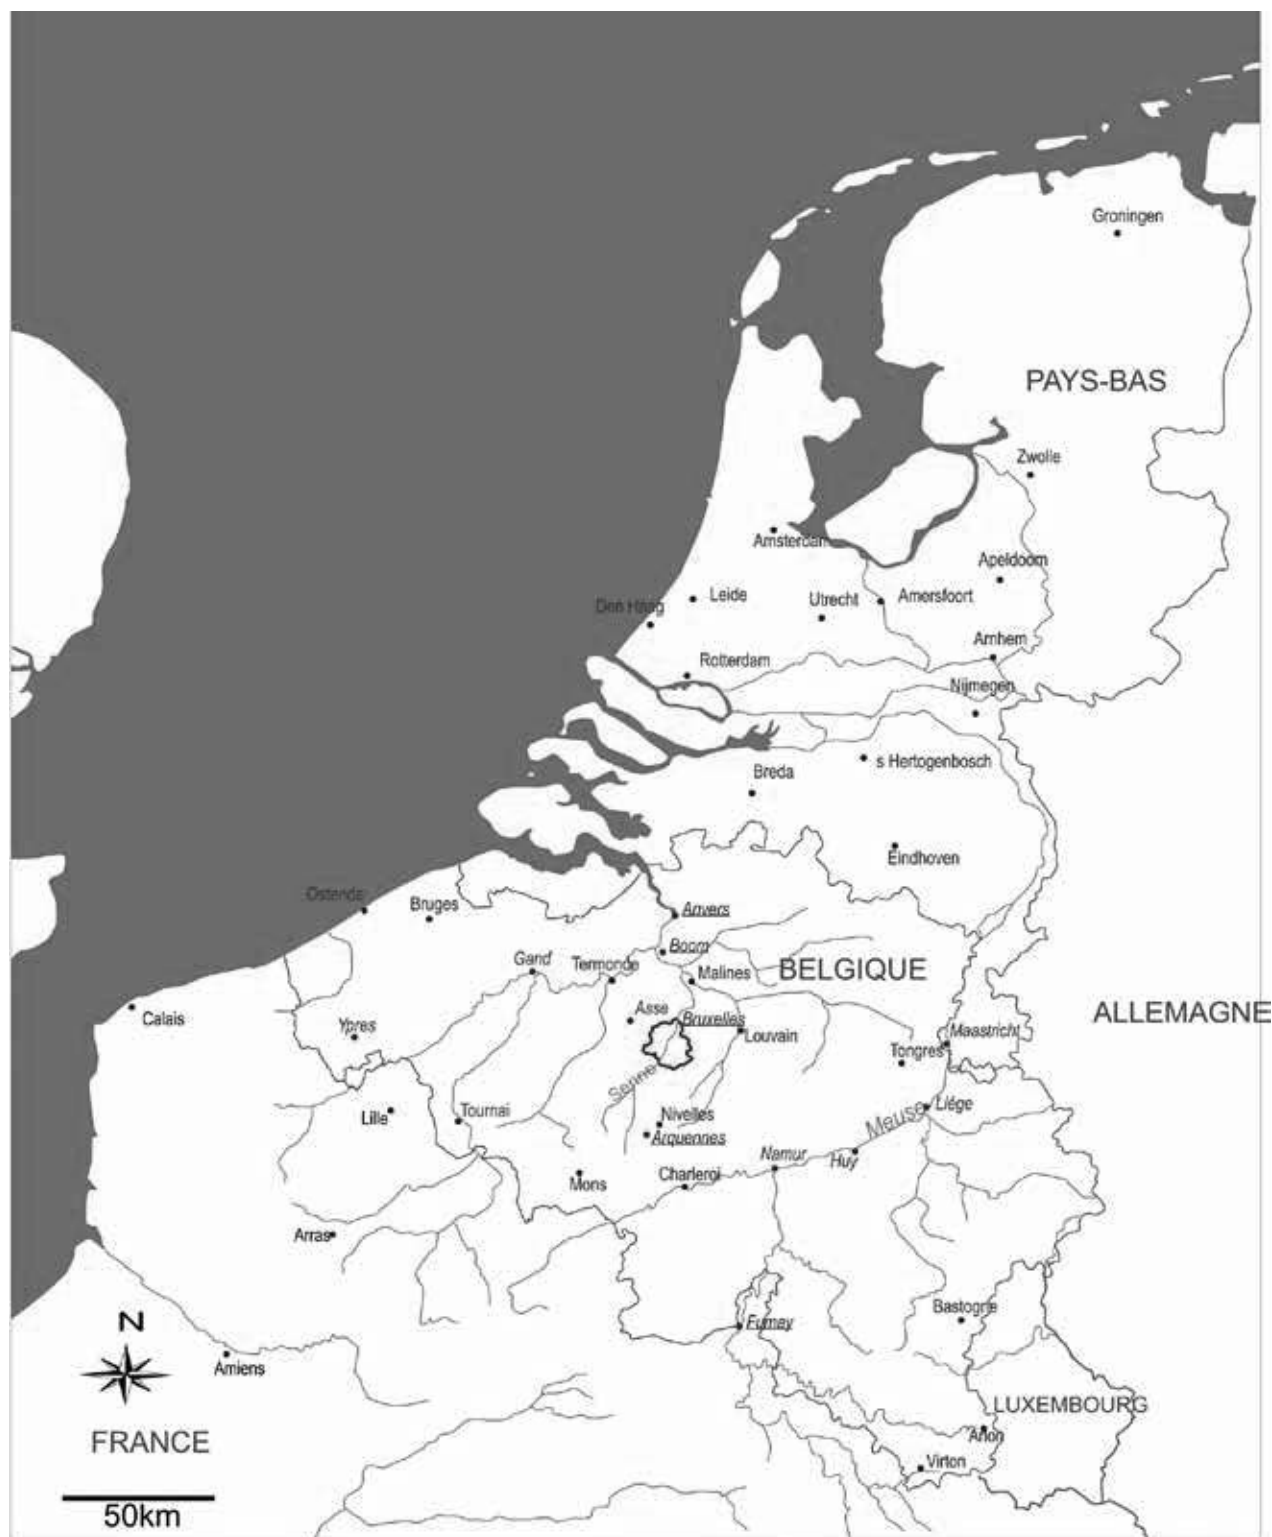 Groningen
PAYS-BAS
Zwolle
Amsterdam
Apeldoom
Leide
Utrecht
Amersfoort
Den Haag
Arnhem
Rotterdam
Nijmegen
s Hertogenbosch
Breda
Eindhoven
Ostende
Bruges
Anvers
Boom
Gand
Termonde
Malines
BELGIQUE
Calais
Ypres
Asse
Bruxelles
Louvain
ALLEMAGNE
Maastricht
Tongres
Senne
Lille
Tournai
Nivelles
Arquennes
Meuse
Liége
Namur
Huy
Mons
Charleroi
Arras
Bastogne
N
Fumay
Amiens
LUXEMBOURG
Arlon
FRANCE
Virton
50km